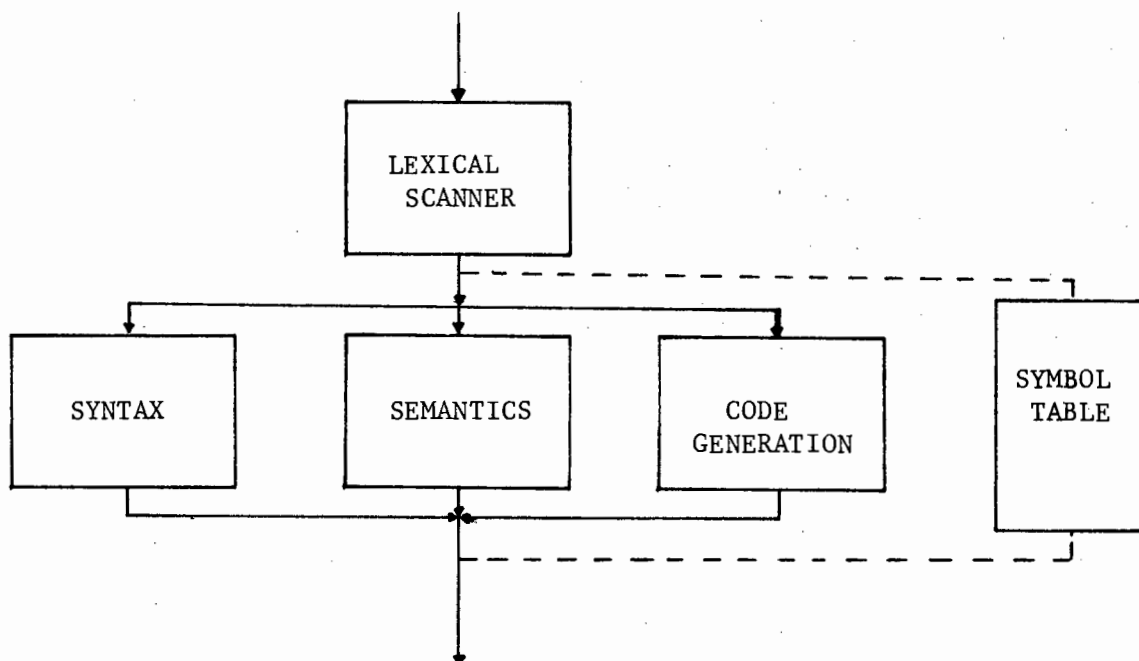 LEXICAL
SCANNER
SYNTAX
SEMANTICS
CODE
GENERATION
SYMBOL
TABLE